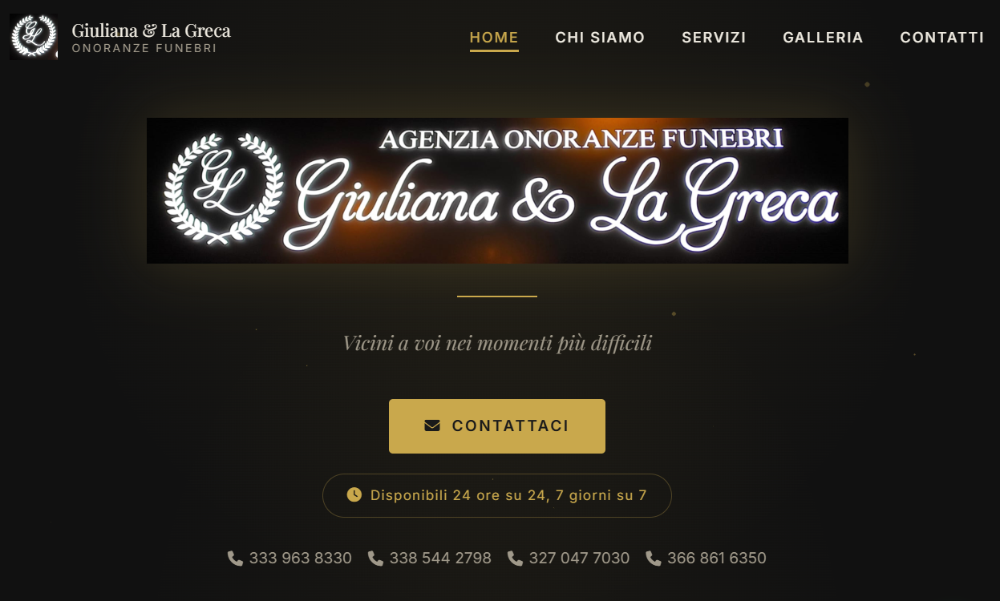 GL
Giuliana & La Greca
ONORANZE FUNEBRI
HOME CHI SIAMO SERVIZI GALLERIA CONTATTI
AGENZIA ONORANZE FUNEBRI
GL
Giuliana & La Greca
Vicini a voi nei momenti più difficili
CONTATTACI
Disponibili 24 ore su 24, 7 giorni su 7
333 963 8330 338 544 2798 327 047 7030 366 861 6350